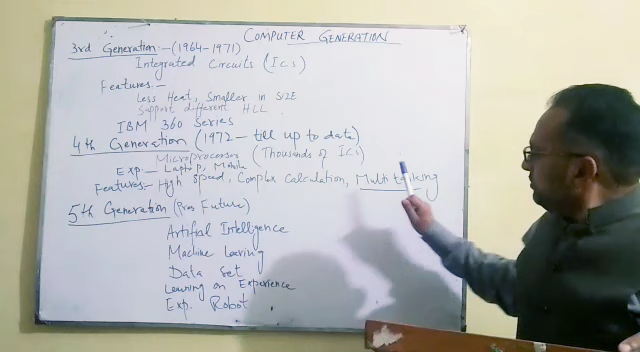 COMPUTER GENERATION
3rd Generation:-(1964-1971)
Integrated Circuits (ICs)
Features:-
Less Heat, Smaller in SIZE
Support different HLL
IBM 360 Series
4th Generation (1972- till up to date)
Microprocessors (Thousands of ICs)
Exp:- Laptop, Mobile
Features:- High Speed, Complex Calculation, Multi tasking
5th Generation (Pres Future)
Artificial Intelligence
Machine Learning
Data Set
Learning on Experience
Exp. Robot